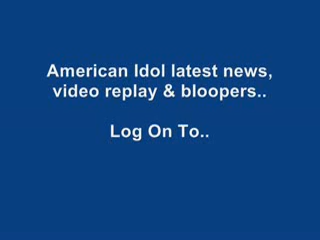 American Idol latest news,
video replay & bloopers..
Log On To..